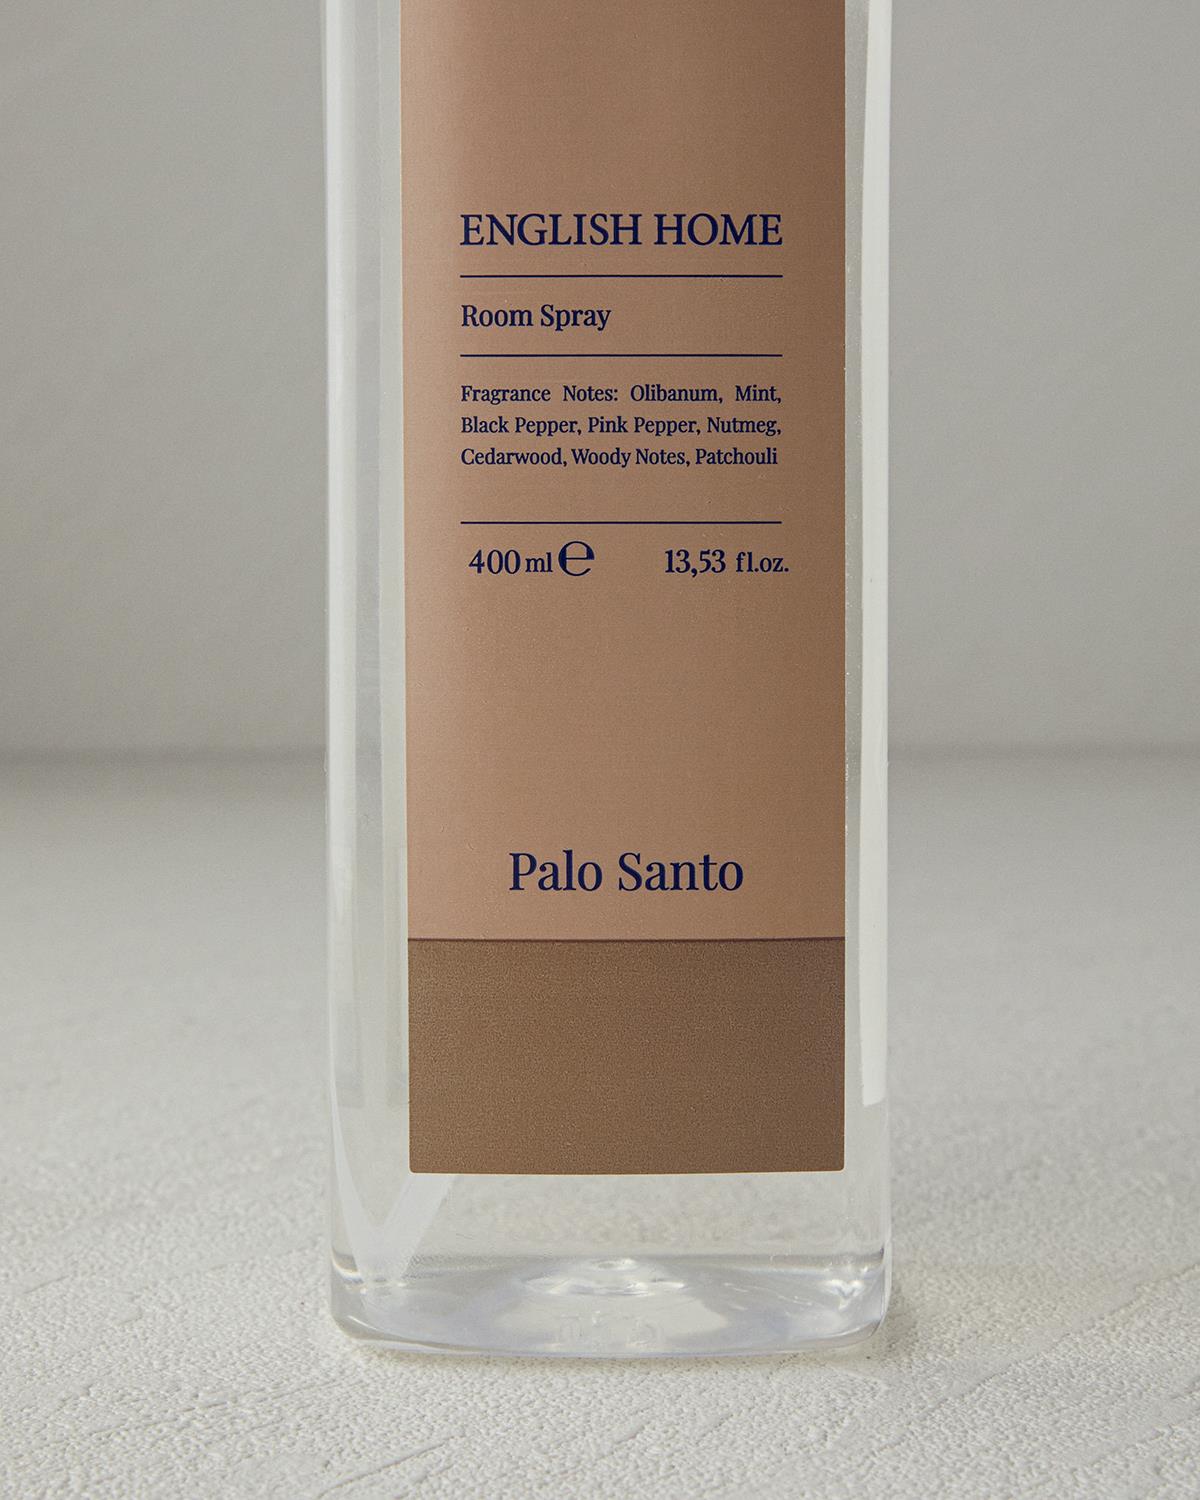 ENGLISH HOME
Room Spray
Fragrance Notes: Olibanum, Mint,
Black Pepper, Pink Pepper, Nutmeg,
Cedarwood, Woody Notes, Patchouli
400 ml ℮ 13,53 fl.oz.
Palo Santo